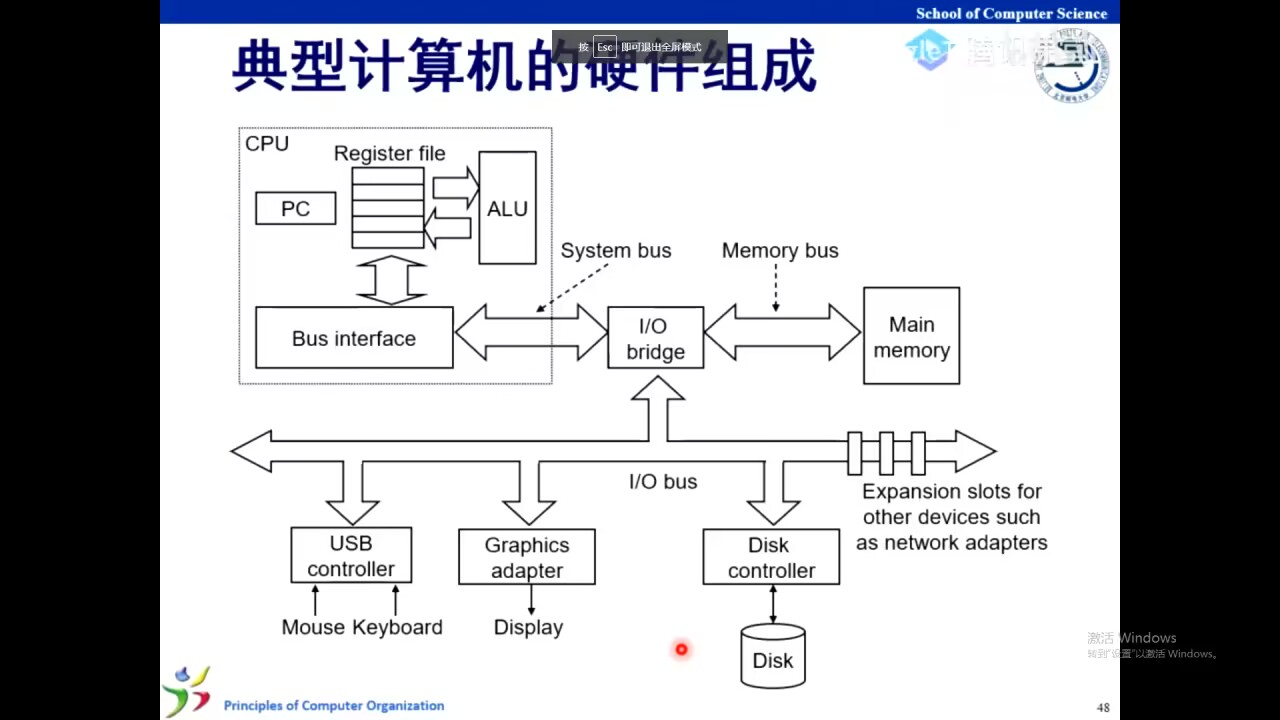 School of Computer Science
按 Esc 即可退出全屏模式
典型计算机的硬件组成
CPU
Register file
PC
ALU
System bus
Memory bus
Bus interface
I/O
bridge
Main
memory
I/O bus
Expansion slots for
other devices such
as network adapters
USB
controller
Graphics
adapter
Disk
controller
Mouse Keyboard
Display
Disk
激活 Windows
转到"设置"以激活 Windows。
Principles of Computer Organization
48